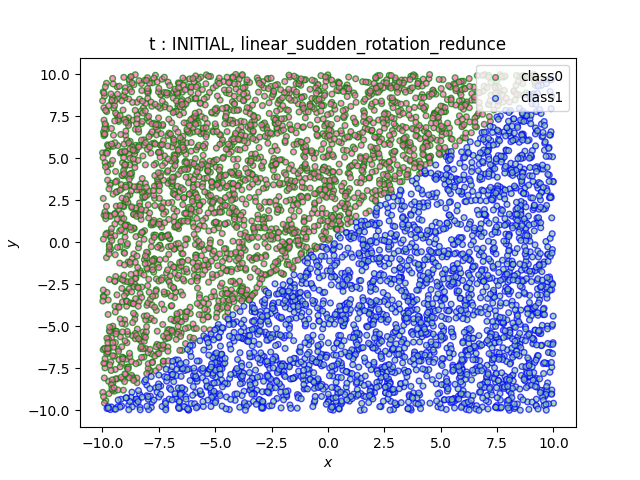 t : INITIAL, linear_sudden_rotation_redunce
class0
class1
10.0
7.5
5.0
2.5
0.0
−2.5
−5.0
−7.5
−10.0
y
−10.0 −7.5 −5.0 −2.5 0.0 2.5 5.0 7.5 10.0
x